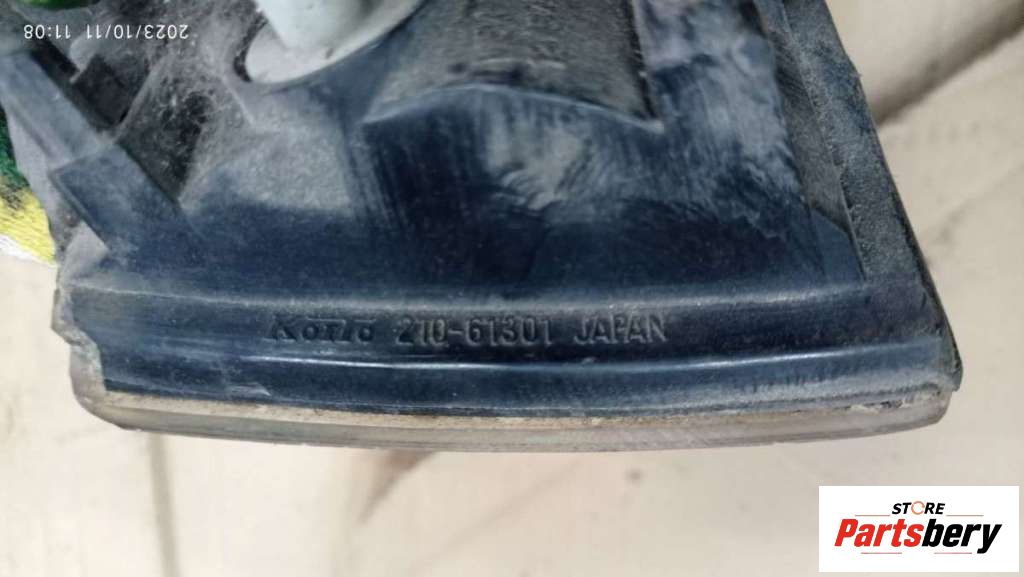 2023/10/11 11:08
Koito 210-61301 JAPAN
STORE
Partsbery